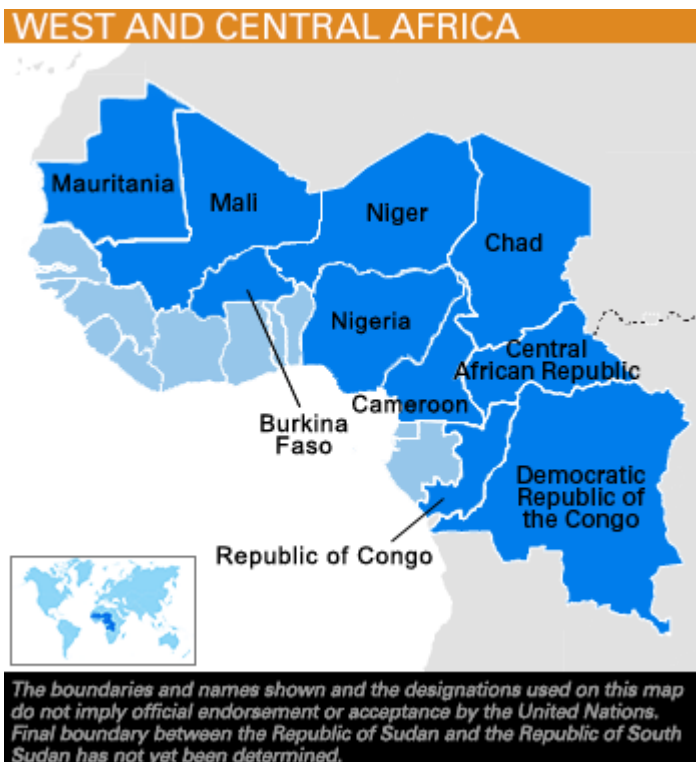 WEST AND CENTRAL AFRICA
Mauritania
Mali
Niger
Chad
Nigeria
Central
African Republic
Cameroon
Burkina
Faso
Democratic
Republic of
the Congo
Republic of Congo
The boundaries and names shown and the designations used on this map
do not imply official endorsement or acceptance by the United Nations.
Final boundary between the Republic of Sudan and the Republic of South
Sudan has not yet been determined.